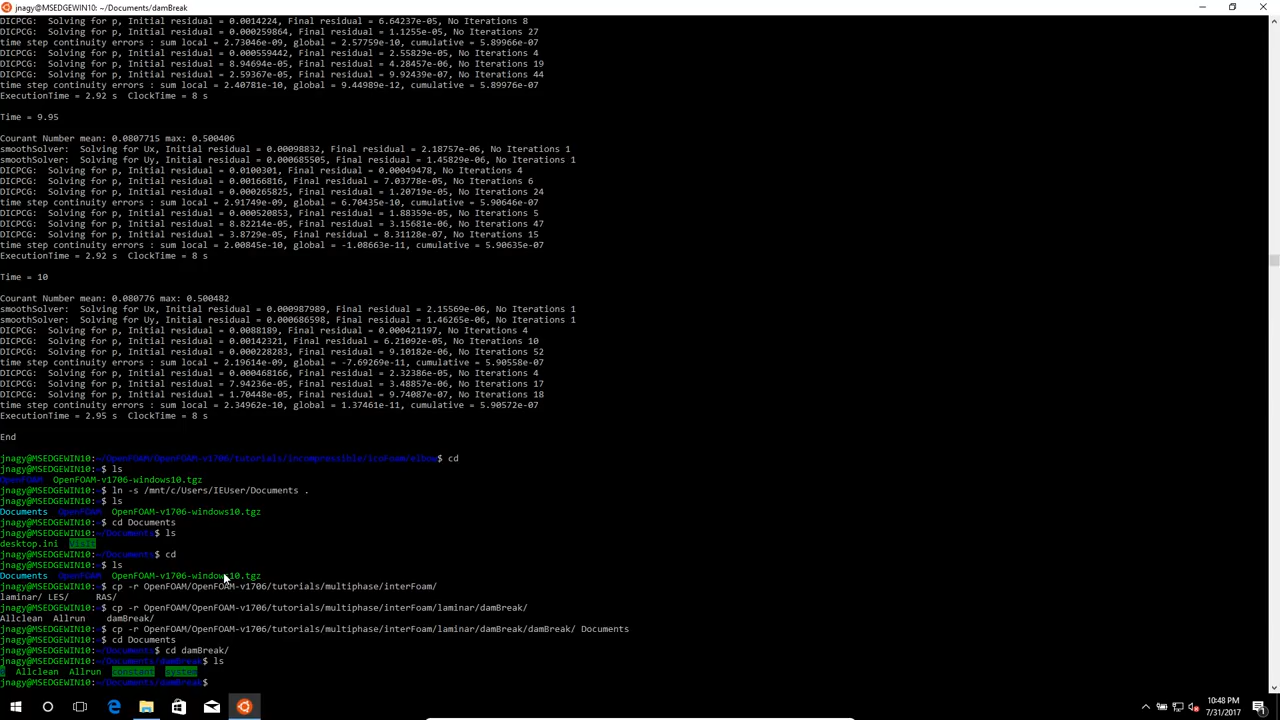 jnagy@MSEDGEWIN10: ~/Documents/damBreak
DICPCG:  Solving for p, Initial residual = 0.0014224, Final residual = 6.64237e-05, No Iterations 8
DICPCG:  Solving for p, Initial residual = 0.000259864, Final residual = 1.1255e-05, No Iterations 27
time step continuity errors : sum local = 2.73046e-09, global = 2.57759e-10, cumulative = 5.89966e-07
DICPCG:  Solving for p, Initial residual = 0.000559442, Final residual = 2.55829e-05, No Iterations 4
DICPCG:  Solving for p, Initial residual = 8.94694e-05, Final residual = 4.28457e-06, No Iterations 19
DICPCG:  Solving for p, Initial residual = 2.59367e-05, Final residual = 9.92439e-07, No Iterations 44
time step continuity errors : sum local = 2.40781e-10, global = 9.44989e-12, cumulative = 5.89976e-07
ExecutionTime = 2.92 s  ClockTime = 8 s
Time = 9.95
Courant Number mean: 0.0807715 max: 0.500406
smoothSolver:  Solving for Ux, Initial residual = 0.00098832, Final residual = 2.18757e-06, No Iterations 1
smoothSolver:  Solving for Uy, Initial residual = 0.000685505, Final residual = 1.45829e-06, No Iterations 1
DICPCG:  Solving for p, Initial residual = 0.0100301, Final residual = 0.00049478, No Iterations 4
DICPCG:  Solving for p, Initial residual = 0.00166816, Final residual = 7.03778e-05, No Iterations 6
DICPCG:  Solving for p, Initial residual = 0.000265825, Final residual = 1.20719e-05, No Iterations 24
time step continuity errors : sum local = 2.91749e-09, global = 6.70435e-10, cumulative = 5.90646e-07
DICPCG:  Solving for p, Initial residual = 0.000520853, Final residual = 1.88359e-05, No Iterations 5
DICPCG:  Solving for p, Initial residual = 8.82214e-05, Final residual = 3.15681e-06, No Iterations 47
DICPCG:  Solving for p, Initial residual = 3.8729e-05, Final residual = 8.31128e-07, No Iterations 15
time step continuity errors : sum local = 2.00845e-10, global = -1.08663e-11, cumulative = 5.90635e-07
ExecutionTime = 2.92 s  ClockTime = 8 s
Time = 10
Courant Number mean: 0.080776 max: 0.500482
smoothSolver:  Solving for Ux, Initial residual = 0.000987989, Final residual = 2.15569e-06, No Iterations 1
smoothSolver:  Solving for Uy, Initial residual = 0.000686598, Final residual = 1.46265e-06, No Iterations 1
DICPCG:  Solving for p, Initial residual = 0.0088189, Final residual = 0.000421197, No Iterations 4
DICPCG:  Solving for p, Initial residual = 0.00142321, Final residual = 6.21092e-05, No Iterations 10
DICPCG:  Solving for p, Initial residual = 0.000228283, Final residual = 9.10182e-06, No Iterations 52
time step continuity errors : sum local = 2.19614e-09, global = -7.69269e-11, cumulative = 5.90558e-07
DICPCG:  Solving for p, Initial residual = 0.000468166, Final residual = 2.32386e-05, No Iterations 4
DICPCG:  Solving for p, Initial residual = 7.94236e-05, Final residual = 3.48857e-06, No Iterations 17
DICPCG:  Solving for p, Initial residual = 1.70448e-05, Final residual = 9.74087e-07, No Iterations 18
time step continuity errors : sum local = 2.34962e-10, global = 1.37461e-11, cumulative = 5.90572e-07
ExecutionTime = 2.95 s  ClockTime = 8 s
End
jnagy@MSEDGEWIN10:~/OpenFOAM/OpenFOAM-v1706/tutorials/incompressible/icoFoam/elbow$ cd
jnagy@MSEDGEWIN10:~$ ls
OpenFOAM  OpenFOAM-v1706-windows10.tgz
jnagy@MSEDGEWIN10:~$ ln -s /mnt/c/Users/IEUser/Documents .
jnagy@MSEDGEWIN10:~$ ls
Documents  OpenFOAM  OpenFOAM-v1706-windows10.tgz
jnagy@MSEDGEWIN10:~$ cd Documents
jnagy@MSEDGEWIN10:~/Documents$ ls
desktop.ini  VisIt
jnagy@MSEDGEWIN10:~/Documents$ cd
jnagy@MSEDGEWIN10:~$ ls
Documents  OpenFOAM  OpenFOAM-v1706-windows10.tgz
jnagy@MSEDGEWIN10:~$ cp -r OpenFOAM/OpenFOAM-v1706/tutorials/multiphase/interFoam/
laminar/ LES/     RAS/
jnagy@MSEDGEWIN10:~$ cp -r OpenFOAM/OpenFOAM-v1706/tutorials/multiphase/interFoam/laminar/damBreak/
Allclean  Allrun    damBreak/
jnagy@MSEDGEWIN10:~$ cp -r OpenFOAM/OpenFOAM-v1706/tutorials/multiphase/interFoam/laminar/damBreak/damBreak/ Documents
jnagy@MSEDGEWIN10:~$ cd Documents
jnagy@MSEDGEWIN10:~/Documents$ cd damBreak/
jnagy@MSEDGEWIN10:~/Documents/damBreak$ ls
0  Allclean  Allrun  constant  system
jnagy@MSEDGEWIN10:~/Documents/damBreak$
10:48 PM
7/31/2017